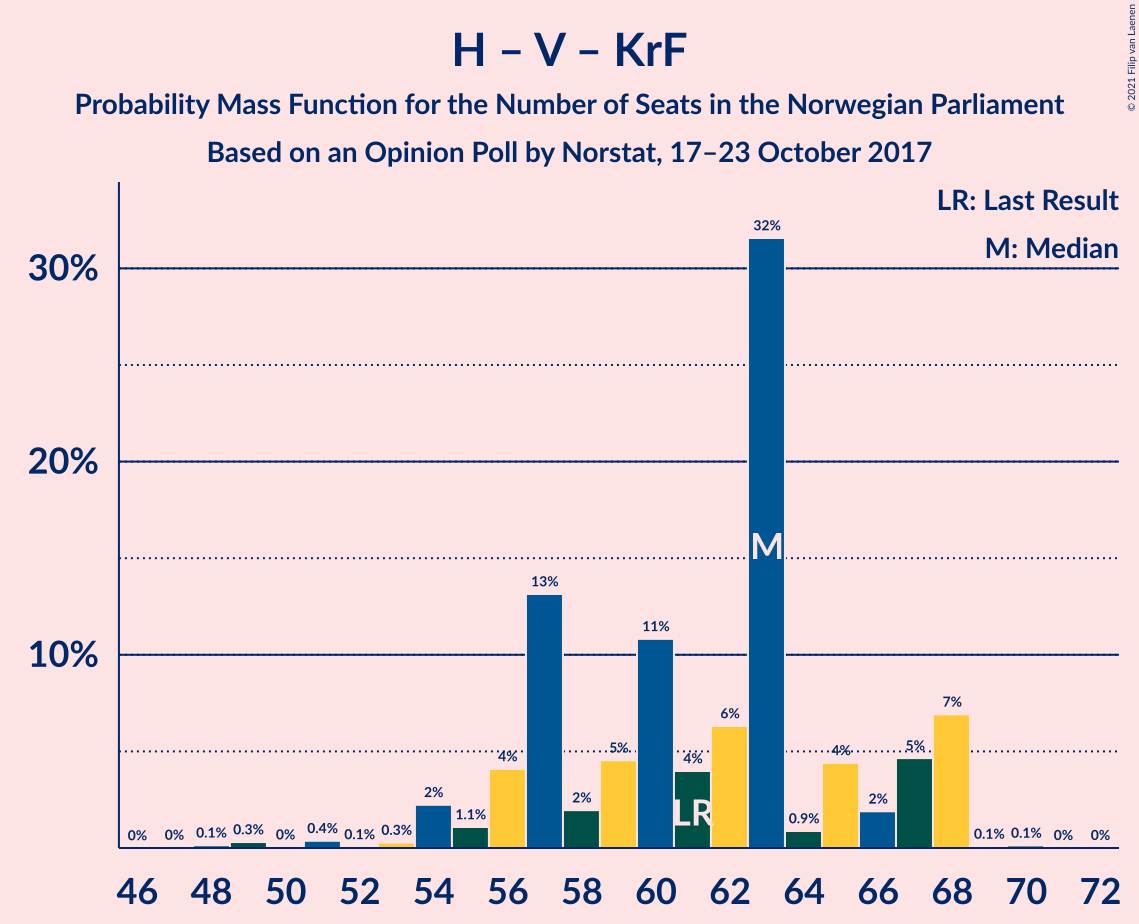 H – V – KrF
Probability Mass Function for the Number of Seats in the Norwegian Parliament
Based on an Opinion Poll by Norstat, 17–23 October 2017
© 2021 Filip van Laenen
LR: Last Result
M: Median
30%
20%
10%
0% 0% 0.1% 0.3% 0% 0.4% 0.1% 0.3% 2% 1.1% 4% 13% 2% 5% 11% 4% 6% 32% 0.9% 4% 2% 5% 7% 0.1% 0.1% 0% 0%
M
LR
46 48 50 52 54 56 58 60 62 64 66 68 70 72